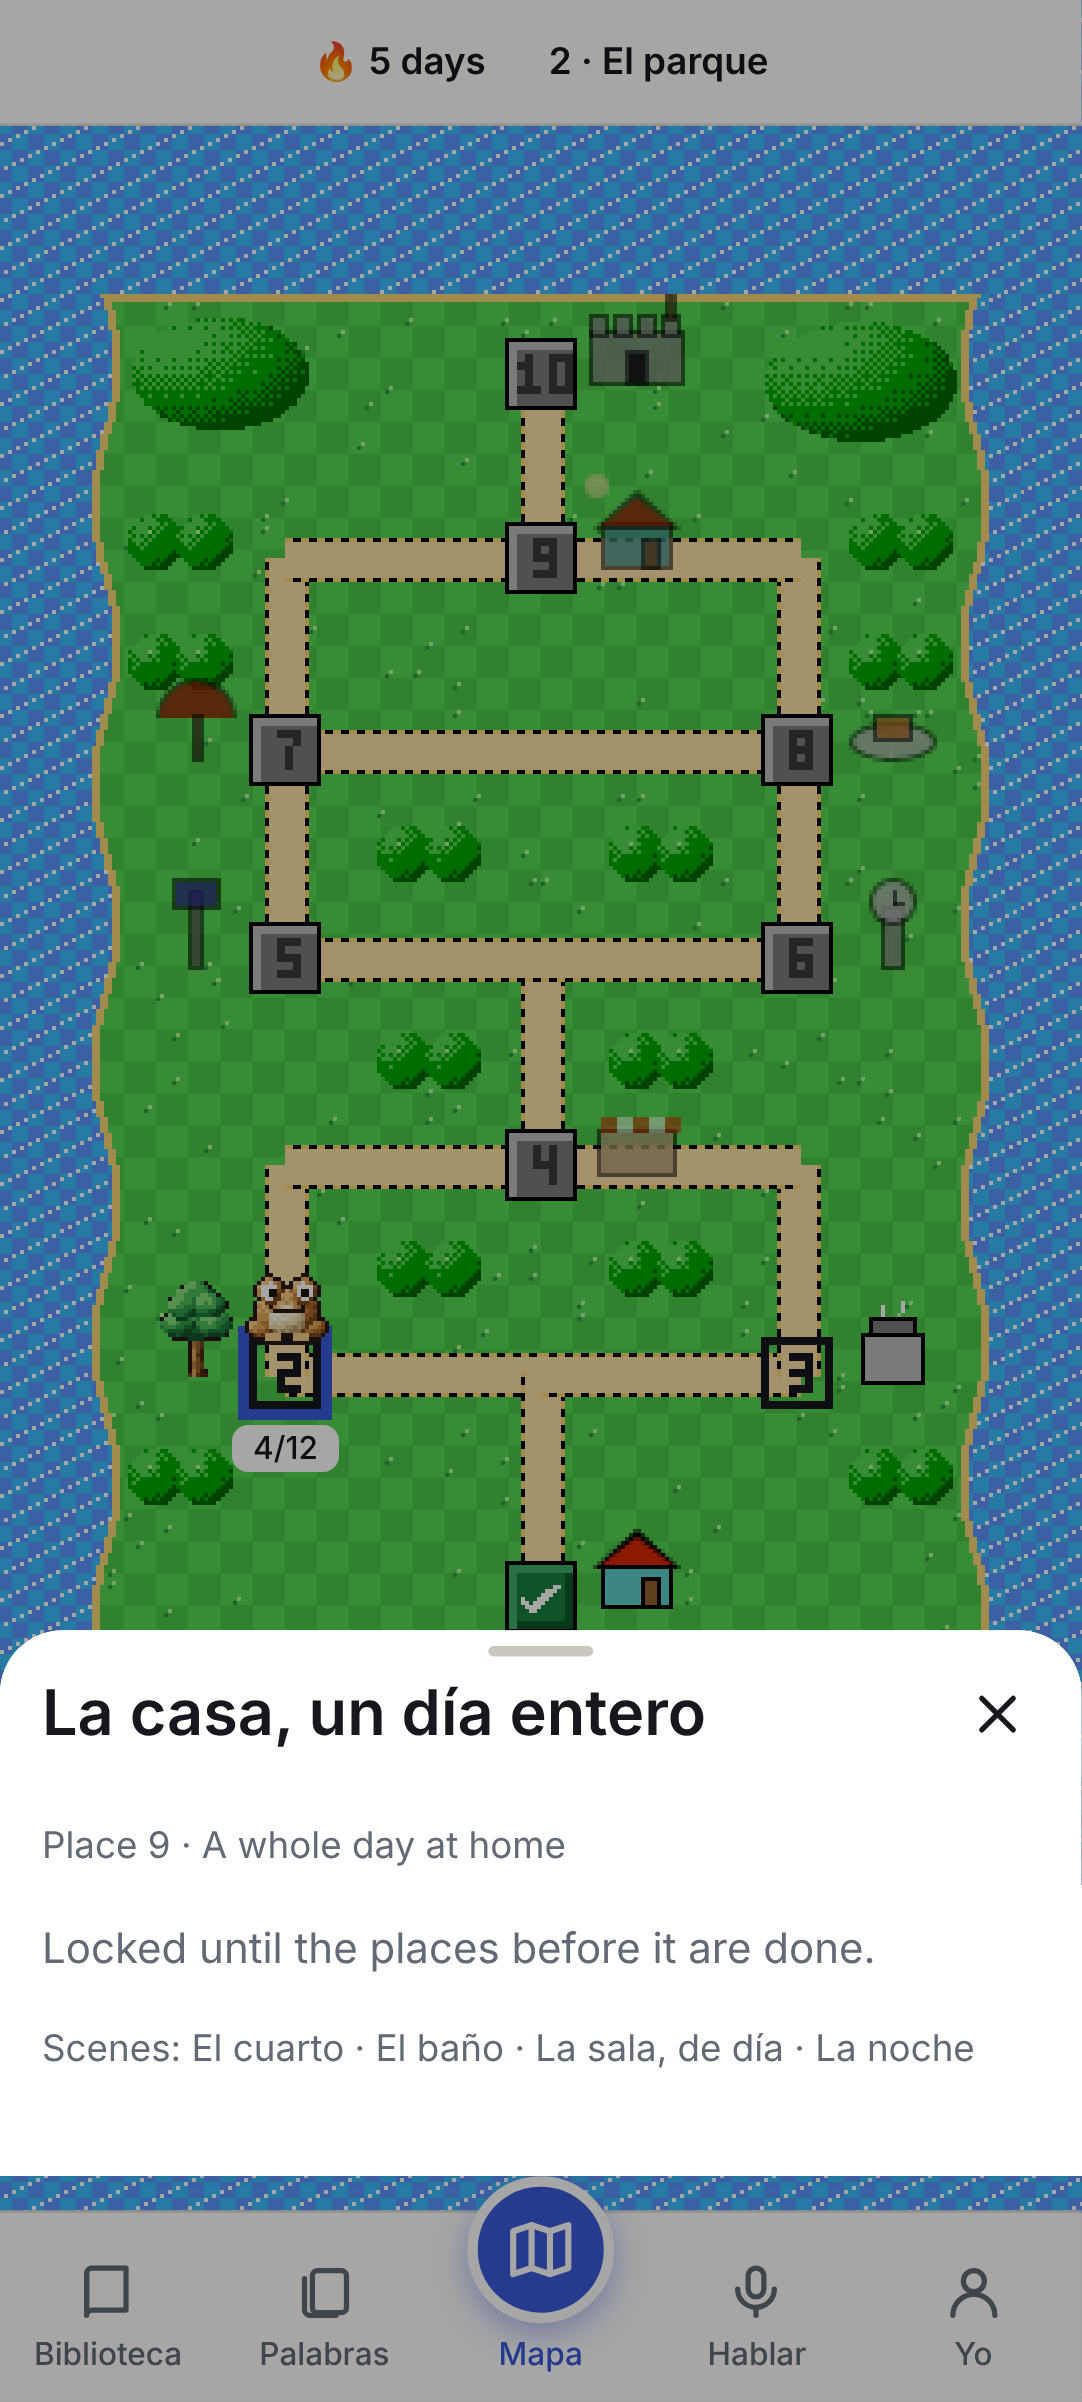 🔥 5 days 2 · El parque
10
9
7 8
5 6
4
2 3
4/12
La casa, un día entero
Place 9 · A whole day at home
Locked until the places before it are done.
Scenes: El cuarto · El baño · La sala, de día · La noche
Biblioteca Palabras Mapa Hablar Yo